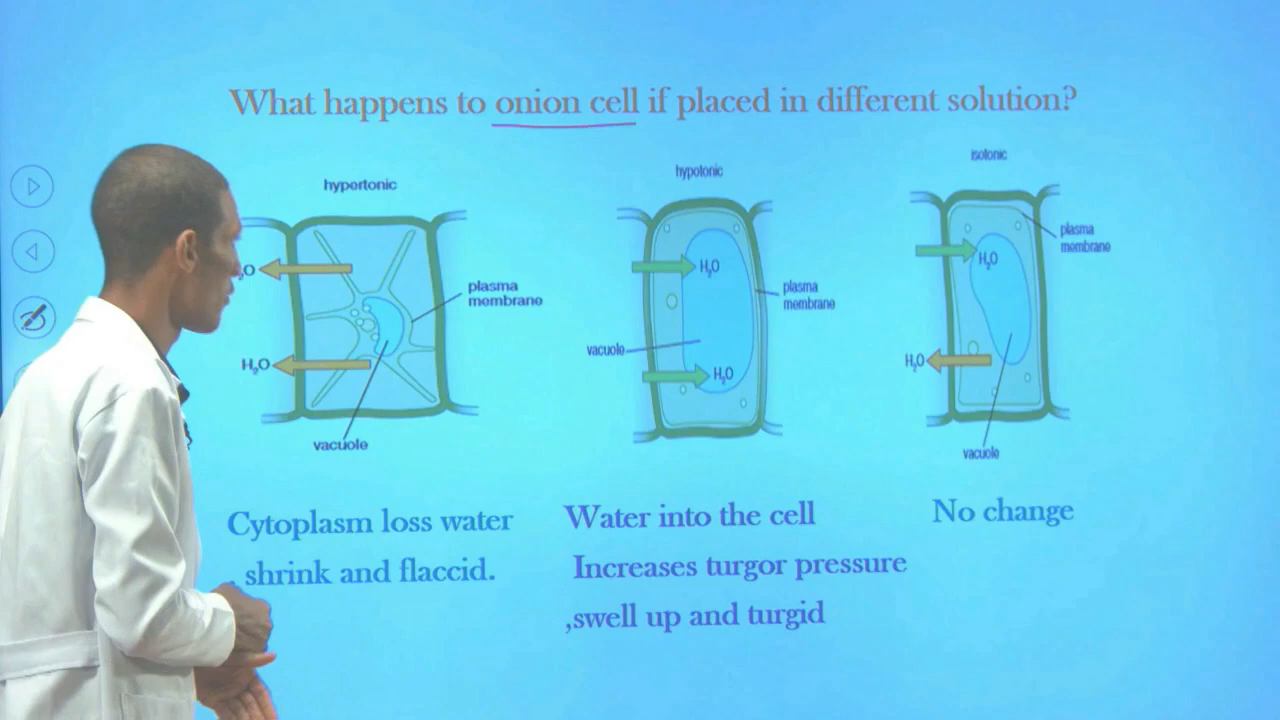 What happens to onion cell if placed in different solution?
hypertonic
hypotonic
isotonic
O
H₂O
plasma
membrane
vacuole
H₂O
H₂O
plasma
membrane
vacuole
H₂O
H₂O
plasma
membrane
vacuole
Cytoplasm loss water
, shrink and flaccid.
Water into the cell
Increases turgor pressure
,swell up and turgid
No change